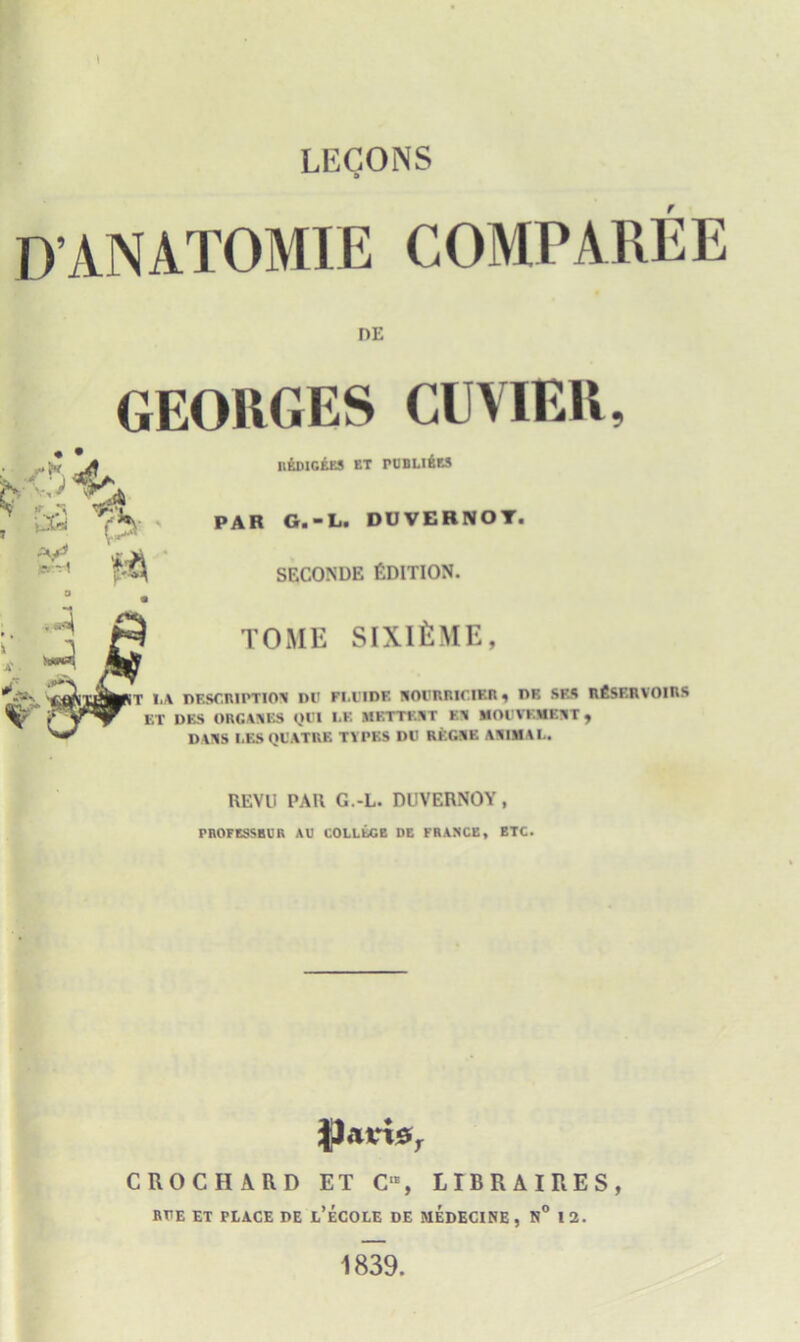 LEÇONS
D'ANATOMIE COMPARÉE
DE
GEORGES CUVIER,
RÉDIGÉES ET PUBLIÉES
PAR G.-L. DUVERNOY.
SECONDE ÉDITION.
TOME SIXIÈME,
LA DESCRIPTION DU FLUIDE NOURRICIER, DE SES RÉSERVOIRS
ET DES ORGANES QUI LE METTENT EN MOUVEMENT,
DANS LES QUATRE TYPES DU RÈGNE ANIMAL.
REVU PAR G.-L. DUVERNOY,
PROFESSEUR AU COLLÉGE DE FRANCE, ETC.
Paris,
CROCHARD ET Cie, LIBRAIRES,
RUE ET PLACE DE L'ÉCOLE DE MÉDECINE, N° 12.
1839.